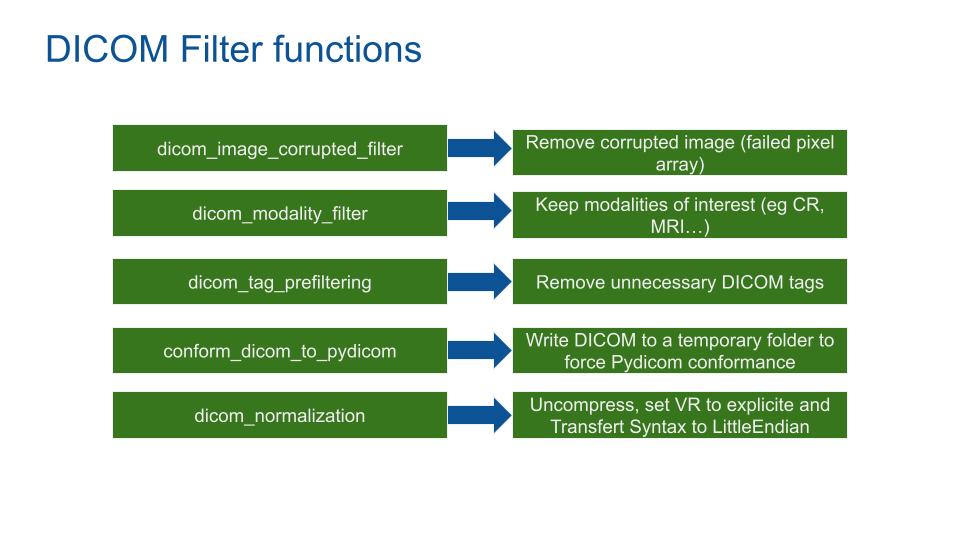 DICOM Filter functions
dicom_image_corrupted_filter
Remove corrupted image (failed pixel
array)
dicom_modality_filter
Keep modalities of interest (eg CR,
MRI…)
dicom_tag_prefiltering
Remove unnecessary DICOM tags
conform_dicom_to_pydicom
Write DICOM to a temporary folder to
force Pydicom conformance
dicom_normalization
Uncompress, set VR to explicite and
Transfert Syntax to LittleEndian